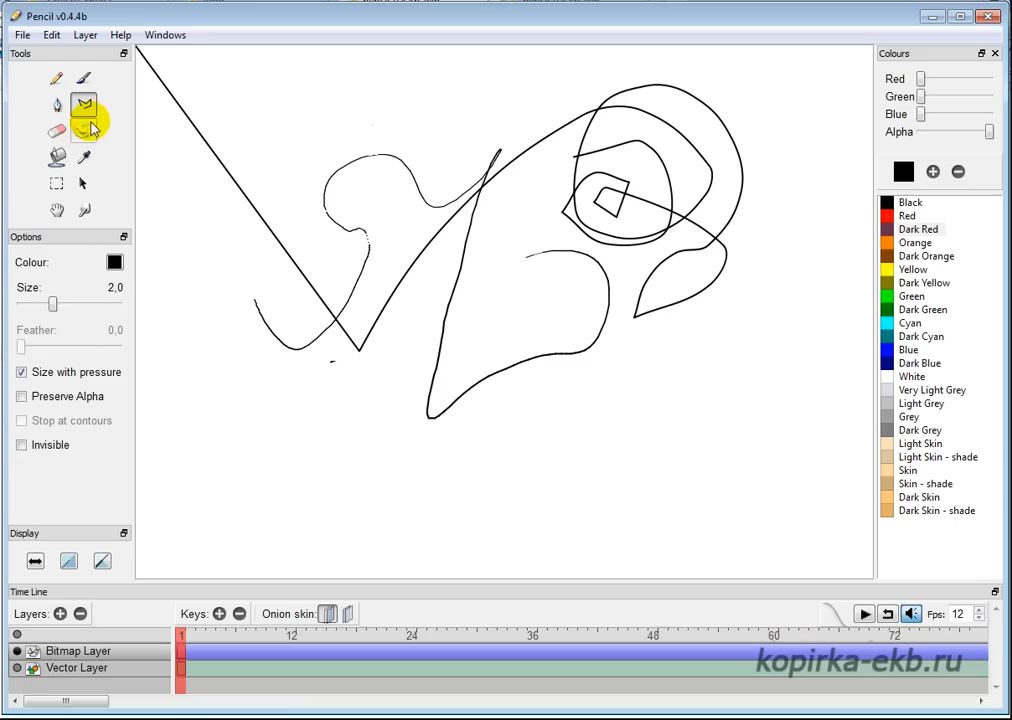 Pencil v0.4.4b
File Edit Layer Help Windows
Tools
Colours
Red
Green
Blue
Alpha
Options
Colour:
Size: 2,0
Feather: 0,0
Size with pressure
Preserve Alpha
Stop at contours
Invisible
Display
Black
Red
Dark Red
Orange
Dark Orange
Yellow
Dark Yellow
Green
Dark Green
Cyan
Dark Cyan
Blue
Dark Blue
White
Very Light Grey
Light Grey
Grey
Dark Grey
Light Skin
Light Skin - shade
Skin
Skin - shade
Dark Skin
Dark Skin - shade
Time Line
Layers: Keys: Onion skin: Fps: 12
1 12 24 36 48 60 72
Bitmap Layer
Vector Layer
kopirka-ekb.ru